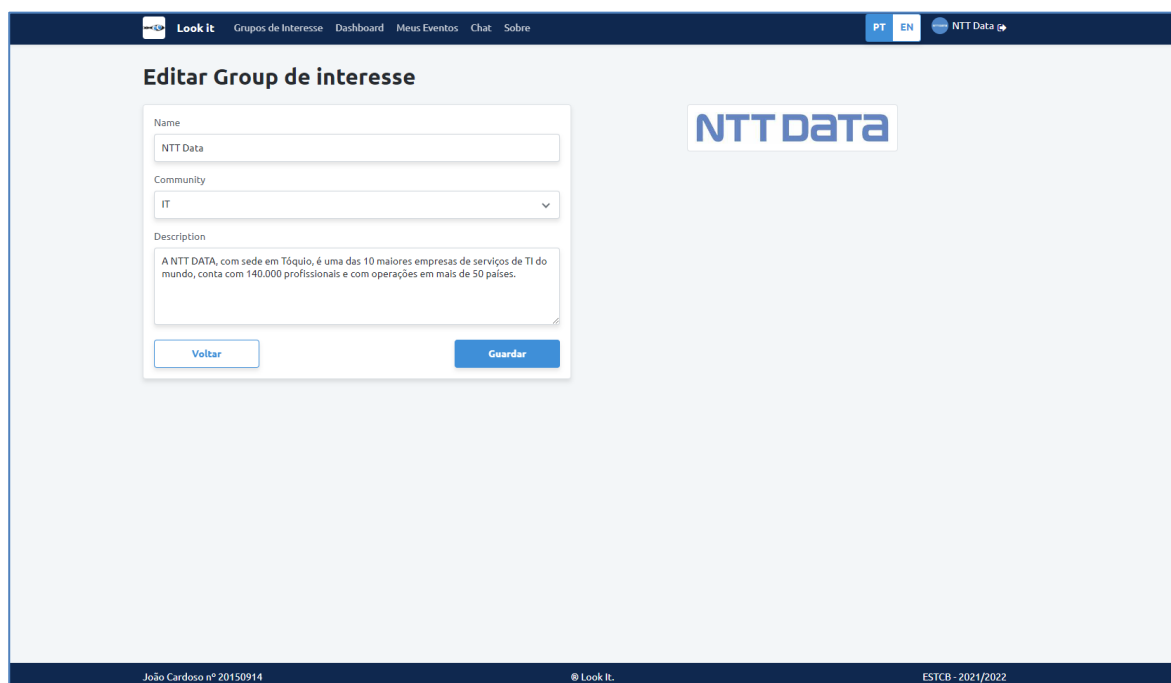 Look it Grupos de Interesse Dashboard Meus Eventos Chat Sobre PT EN NTT Data
Editar Group de interesse
Name
NTT Data
NTT DATA
Community
IT
Description
A NTT DATA, com sede em Tóquio, é uma das 10 maiores empresas de serviços de TI do
mundo, conta com 140.000 profissionais e com operações em mais de 50 países.
Voltar Guardar
João Cardoso nº 20150914 ® Look It. ESTCB - 2021/2022